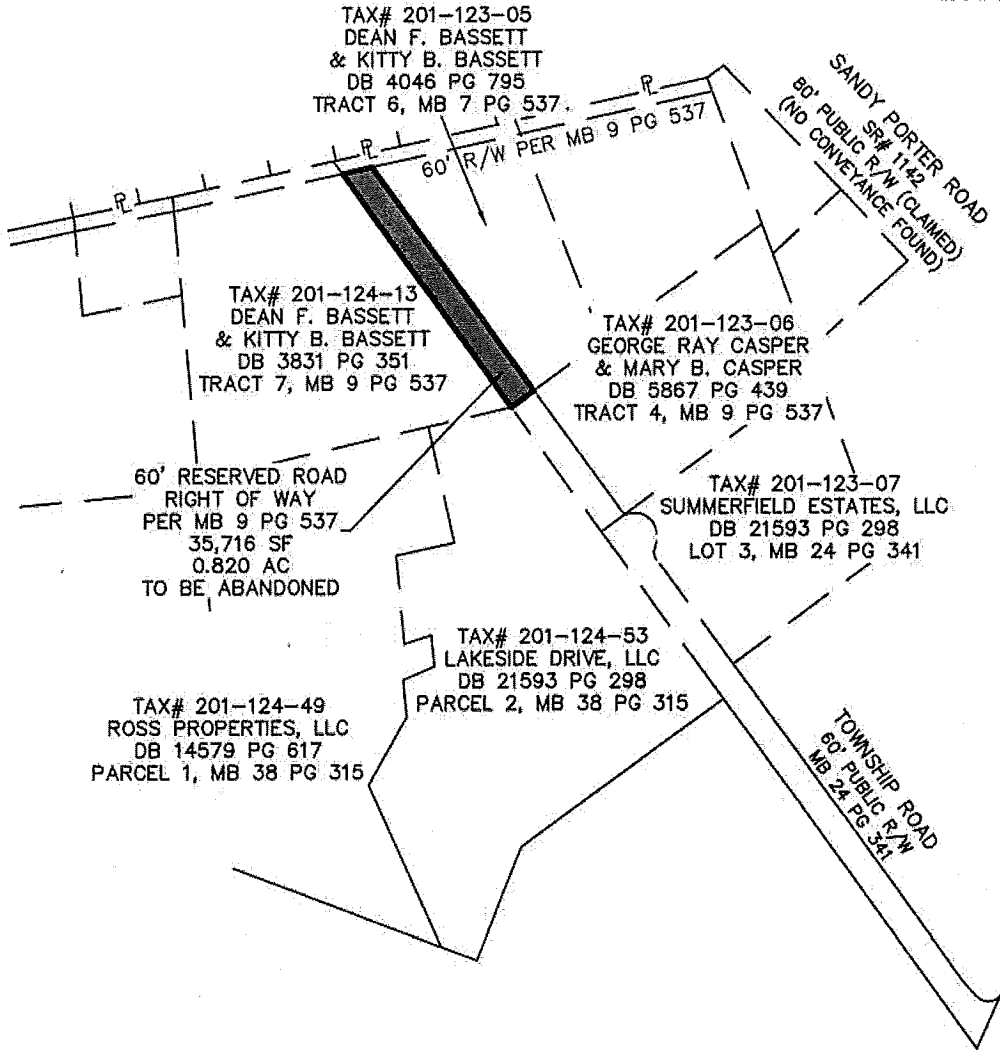 TAX# 201-123-05
DEAN F. BASSETT
& KITTY B. BASSETT
DB 4046 PG 795
TRACT 6, MB 7 PG 537
60' R/W PER MB 9 PG 537
SANDY PORTER ROAD
SR# 1142
80' PUBLIC R/W (CLAIMED)
(NO CONVEYANCE FOUND)
TAX# 201-124-13
DEAN F. BASSETT
& KITTY B. BASSETT
DB 3831 PG 351
TRACT 7, MB 9 PG 537
TAX# 201-123-06
GEORGE RAY CASPER
& MARY B. CASPER
DB 5867 PG 439
TRACT 4, MB 9 PG 537
60' RESERVED ROAD
RIGHT OF WAY
PER MB 9 PG 537
35,716 SF
0.820 AC
TO BE ABANDONED
TAX# 201-123-07
SUMMERFIELD ESTATES, LLC
DB 21593 PG 298
LOT 3, MB 24 PG 341
TAX# 201-124-53
LAKESIDE DRIVE, LLC
DB 21593 PG 298
PARCEL 2, MB 38 PG 315
TAX# 201-124-49
ROSS PROPERTIES, LLC
DB 14579 PG 617
PARCEL 1, MB 38 PG 315
TOWNSHIP ROAD
60' PUBLIC R/W
MB 24 PG 341